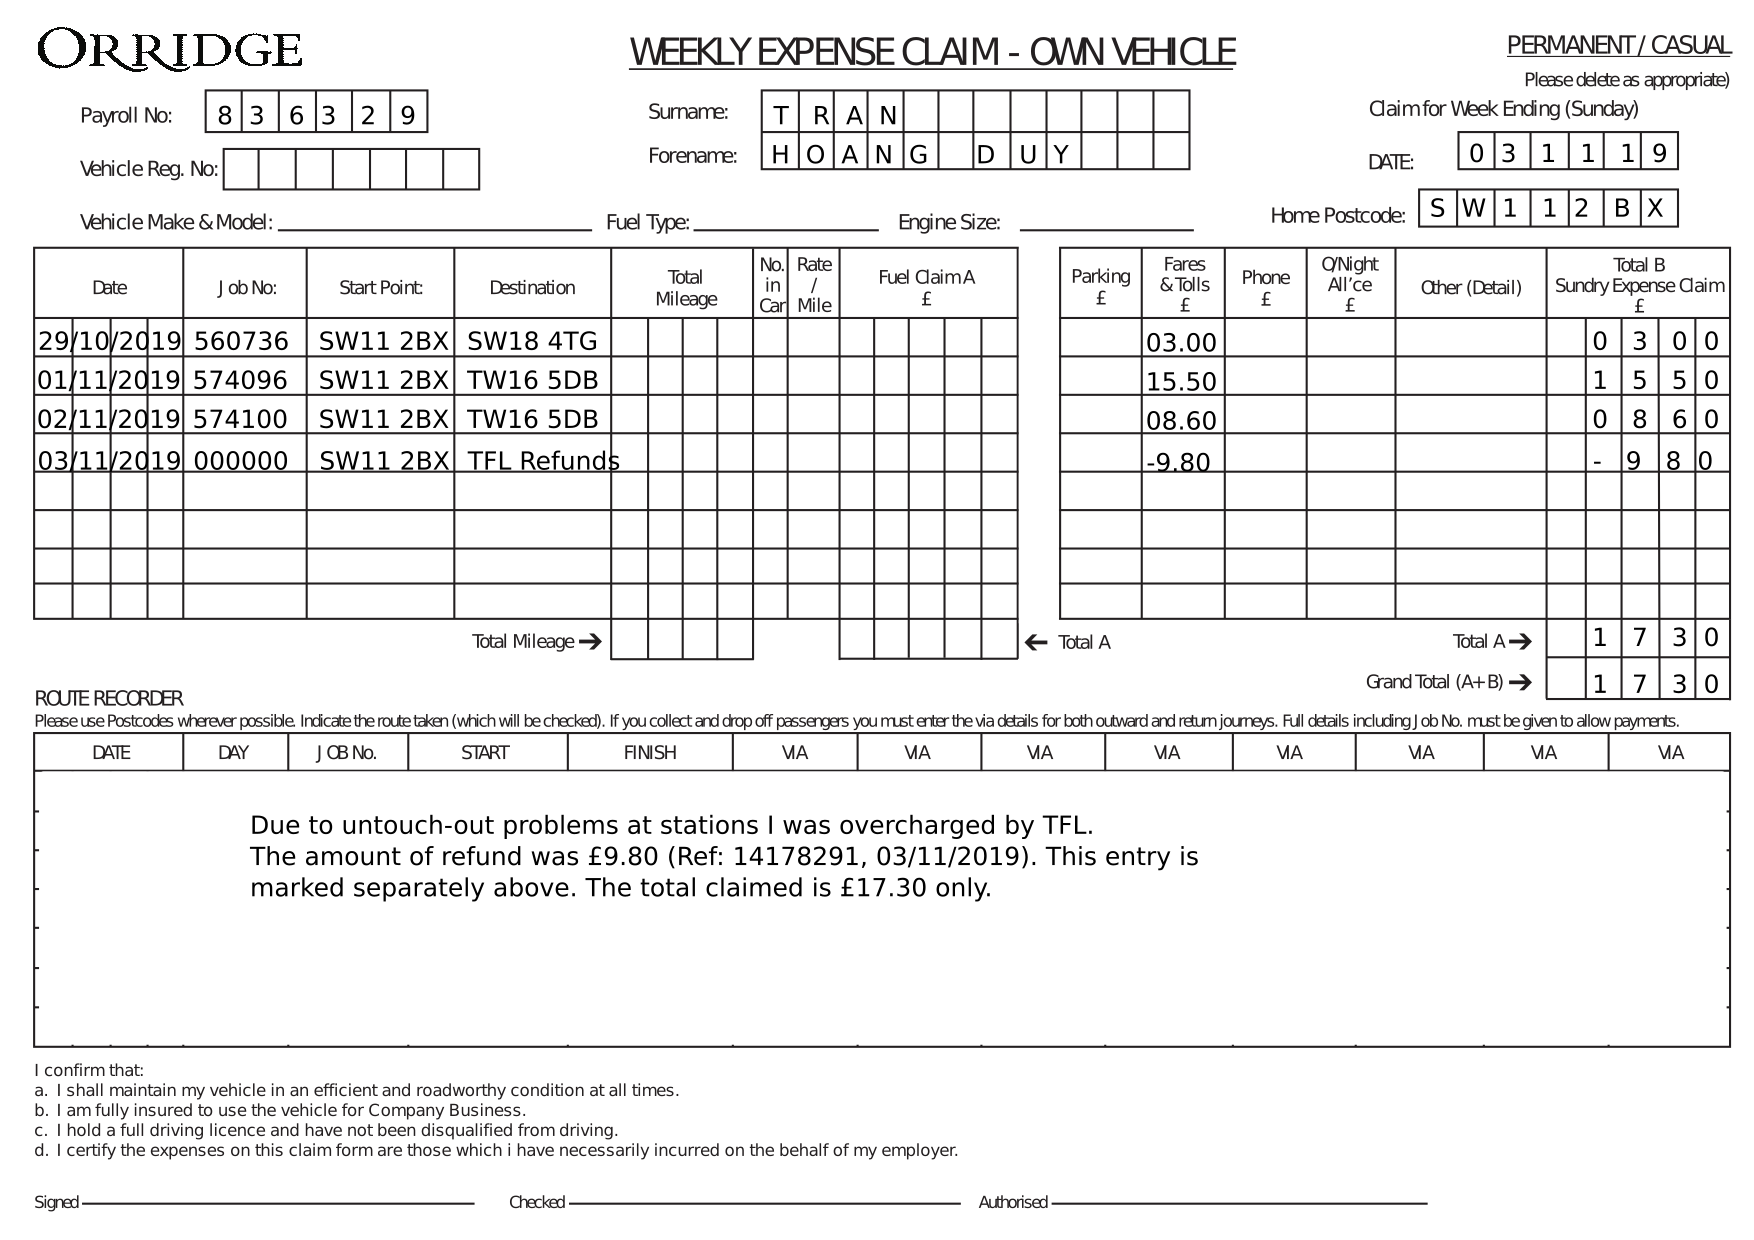 ORRIDGE
WEEKLY EXPENSE CLAIM - OWN VEHICLE
PERMANENT / CASUAL
Please delete as appropriate)
Payroll No: 8 3 6 3 2 9
Surname: T R A N
Claim for Week Ending (Sunday)
Vehicle Reg. No:
Forename: H O A N G D U Y
DATE: 0 3 1 1 1 9
Vehicle Make & Model:
Fuel Type:
Engine Size:
Home Postcode: S W 1 1 2 B X
Date Job No: Start Point: Destination Total Mileage No. in Car Rate / Mile Fuel Claim A £ Parking £ Fares & Tolls £ Phone £ O/Night All'ce £ Other (Detail) Total B Sundry Expense Claim £
29/10/2019 560736 SW11 2BX SW18 4TG 03.00 0 3 0 0
01/11/2019 574096 SW11 2BX TW16 5DB 15.50 1 5 5 0
02/11/2019 574100 SW11 2BX TW16 5DB 08.60 0 8 6 0
03/11/2019 000000 SW11 2BX TFL Refunds -9.80 - 9 8 0
Total Mileage ➔ ← Total A Total A ➔ 1 7 3 0
Grand Total (A+ B) ➔ 1 7 3 0
ROUTE RECORDER
Please use Postcodes wherever possible. Indicate the route taken (which will be checked). If you collect and drop off passengers you must enter the via details for both outward and return journeys. Full details including Job No. must be given to allow payments.
DATE DAY JOB No. START FINISH VIA VIA VIA VIA VIA VIA VIA VIA
Due to untouch-out problems at stations I was overcharged by TFL.
The amount of refund was £9.80 (Ref: 14178291, 03/11/2019). This entry is
marked separately above. The total claimed is £17.30 only.
I confirm that:
a. I shall maintain my vehicle in an efficient and roadworthy condition at all times.
b. I am fully insured to use the vehicle for Company Business.
c. I hold a full driving licence and have not been disqualified from driving.
d. I certify the expenses on this claim form are those which i have necessarily incurred on the behalf of my employer.
Signed
Checked
Authorised